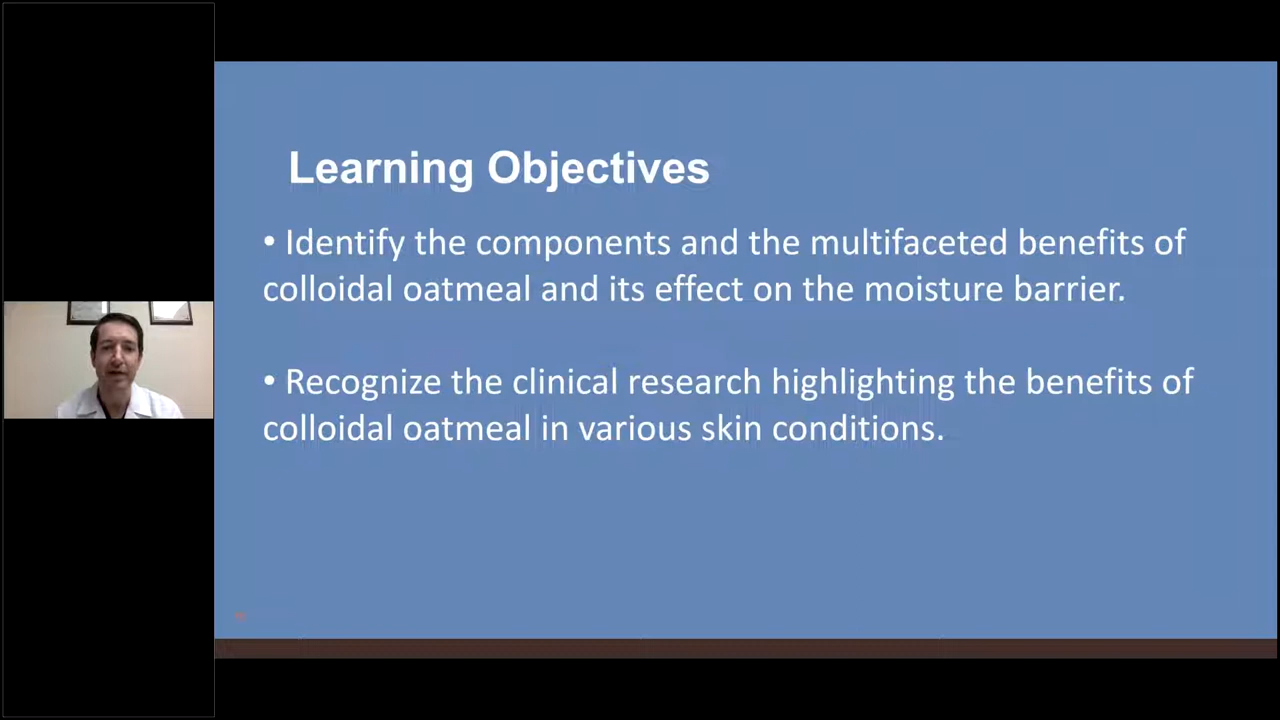 Learning Objectives
• Identify the components and the multifaceted benefits of
colloidal oatmeal and its effect on the moisture barrier.
• Recognize the clinical research highlighting the benefits of
colloidal oatmeal in various skin conditions.